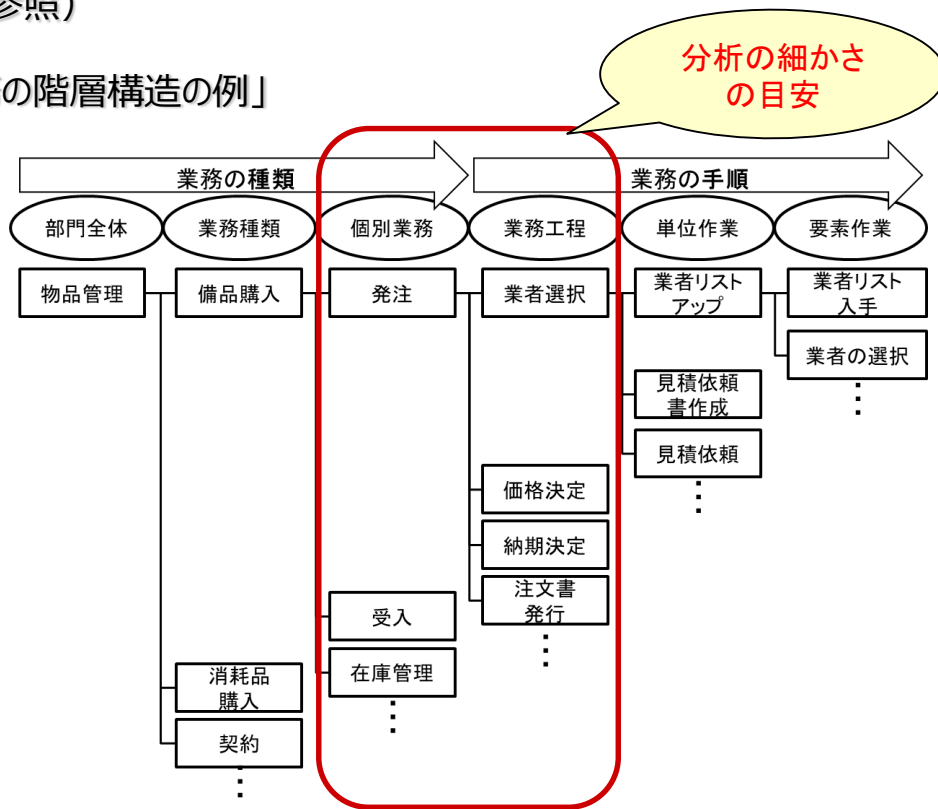 参照）
の階層構造の例」
分析の細かさ
の目安
業務の種類
業務の手順
部門全体
業務種類
個別業務
業務工程
単位作業
要素作業
物品管理
備品購入
発注
業者選択
業者リスト
アップ
業者リスト
入手
業者の選択
見積依頼
書作成
見積依頼
価格決定
納期決定
注文書
発行
受入
在庫管理
消耗品
購入
契約